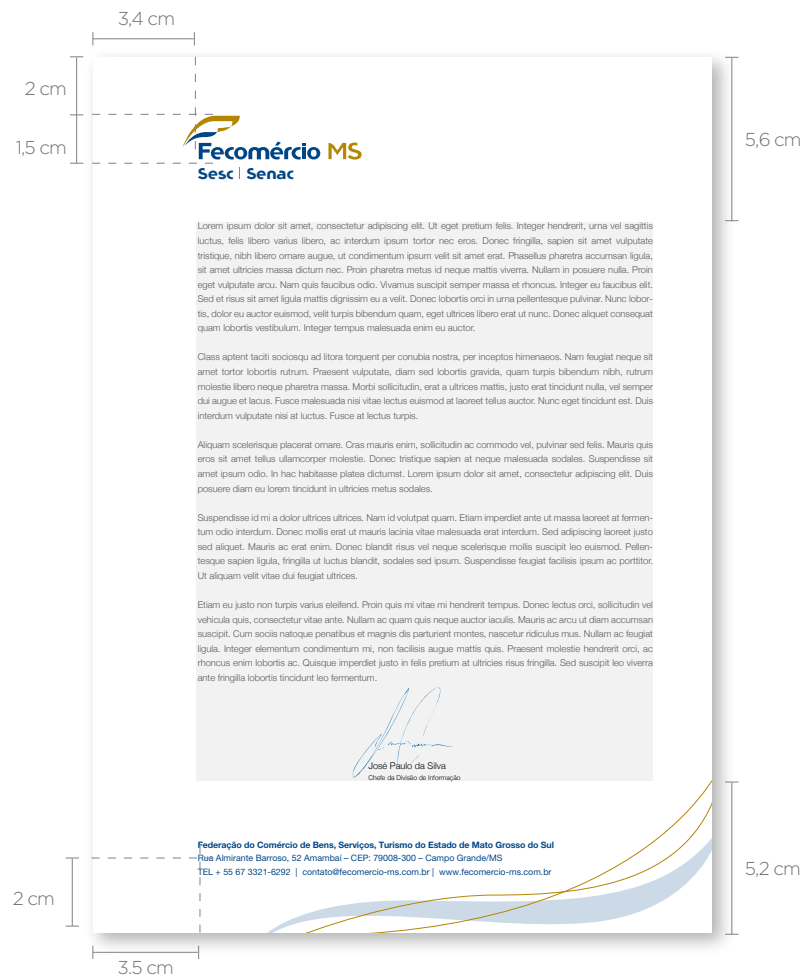 3,4 cm
2 cm
1,5 cm
5,6 cm
Fecomércio MS
Sesc | Senac
Lorem ipsum dolor sit amet, consectetur adipiscing elit. Ut eget pretium felis. Integer hendrerit, urna vel sagittis
luctus, felis libero varius libero, ac interdum ipsum tortor nec eros. Donec fringilla, sapien sit amet vulputate
tristique, nibh libero ornare augue, ut condimentum ipsum velit sit amet erat. Phasellus pharetra accumsan ligula,
sit amet ultricies massa dictum nec. Proin pharetra metus id neque mattis viverra. Nullam in posuere nulla. Proin
eget vulputate arcu. Nam quis faucibus odio. Vivamus suscipit semper massa et rhoncus. Integer eu faucibus elit.
Sed et risus sit amet ligula mattis dignissim eu a velit. Donec lobortis orci in urna pellentesque pulvinar. Nunc lobor-
tis, dolor eu auctor euismod, velit turpis bibendum quam, eget ultrices libero erat ut nunc. Donec aliquet consequat
quam lobortis vestibulum. Integer tempus malesuada enim eu auctor.
Class aptent taciti sociosqu ad litora torquent per conubia nostra, per inceptos himenaeos. Nam feugiat neque sit
amet tortor lobortis rutrum. Praesent vulputate, diam sed lobortis gravida, quam turpis bibendum nibh, rutrum
molestie libero neque pharetra massa. Morbi sollicitudin, erat a ultrices mattis, justo erat tincidunt nulla, vel semper
dui augue et lacus. Fusce malesuada nisi vitae lectus euismod at laoreet tellus auctor. Nunc eget tincidunt est. Duis
interdum vulputate nisi at luctus. Fusce at lectus turpis.
Aliquam scelerisque placerat ornare. Cras mauris enim, sollicitudin ac commodo vel, pulvinar sed felis. Mauris quis
eros sit amet tellus ullamcorper molestie. Donec tristique sapien at neque malesuada sodales. Suspendisse sit
amet ipsum odio. In hac habitasse platea dictumst. Lorem ipsum dolor sit amet, consectetur adipiscing elit. Duis
posuere diam eu lorem tincidunt in ultricies metus sodales.
Suspendisse id mi a dolor ultrices ultrices. Nam id volutpat quam. Etiam imperdiet ante ut massa laoreet at fermen-
tum odio interdum. Donec mollis erat ut mauris lacinia vitae malesuada erat interdum. Sed adipiscing laoreet justo
sed aliquet. Mauris ac erat enim. Donec blandit risus vel neque scelerisque mollis suscipit leo euismod. Pellen-
tesque sapien ligula, fringilla ut luctus blandit, sodales sed ipsum. Suspendisse feugiat facilisis ipsum ac porttitor.
Ut aliquam velit vitae dui feugiat ultrices.
Etiam eu justo non turpis varius eleifend. Proin quis mi vitae mi hendrerit tempus. Donec lectus orci, sollicitudin vel
vehicula quis, consectetur vitae ante. Nullam ac quam quis neque auctor iaculis. Mauris ac arcu ut diam accumsan
suscipit. Cum sociis natoque penatibus et magnis dis parturient montes, nascetur ridiculus mus. Nullam ac feugiat
ligula. Integer elementum condimentum mi, non facilisis augue mattis quis. Praesent molestie hendrerit orci, ac
rhoncus enim lobortis ac. Quisque imperdiet justo in felis pretium at ultricies risus fringilla. Sed suscipit leo viverra
ante fringilla lobortis tincidunt leo fermentum.
José Paulo da Silva
Chefe da Divisão de Informação
Federação do Comércio de Bens, Serviços, Turismo do Estado de Mato Grosso do Sul
Rua Almirante Barroso, 52 Amambaí – CEP: 79008-300 – Campo Grande/MS
TEL + 55 67 3321-6292 | contato@fecomercio-ms.com.br | www.fecomercio-ms.com.br
5,2 cm
2 cm
3,5 cm